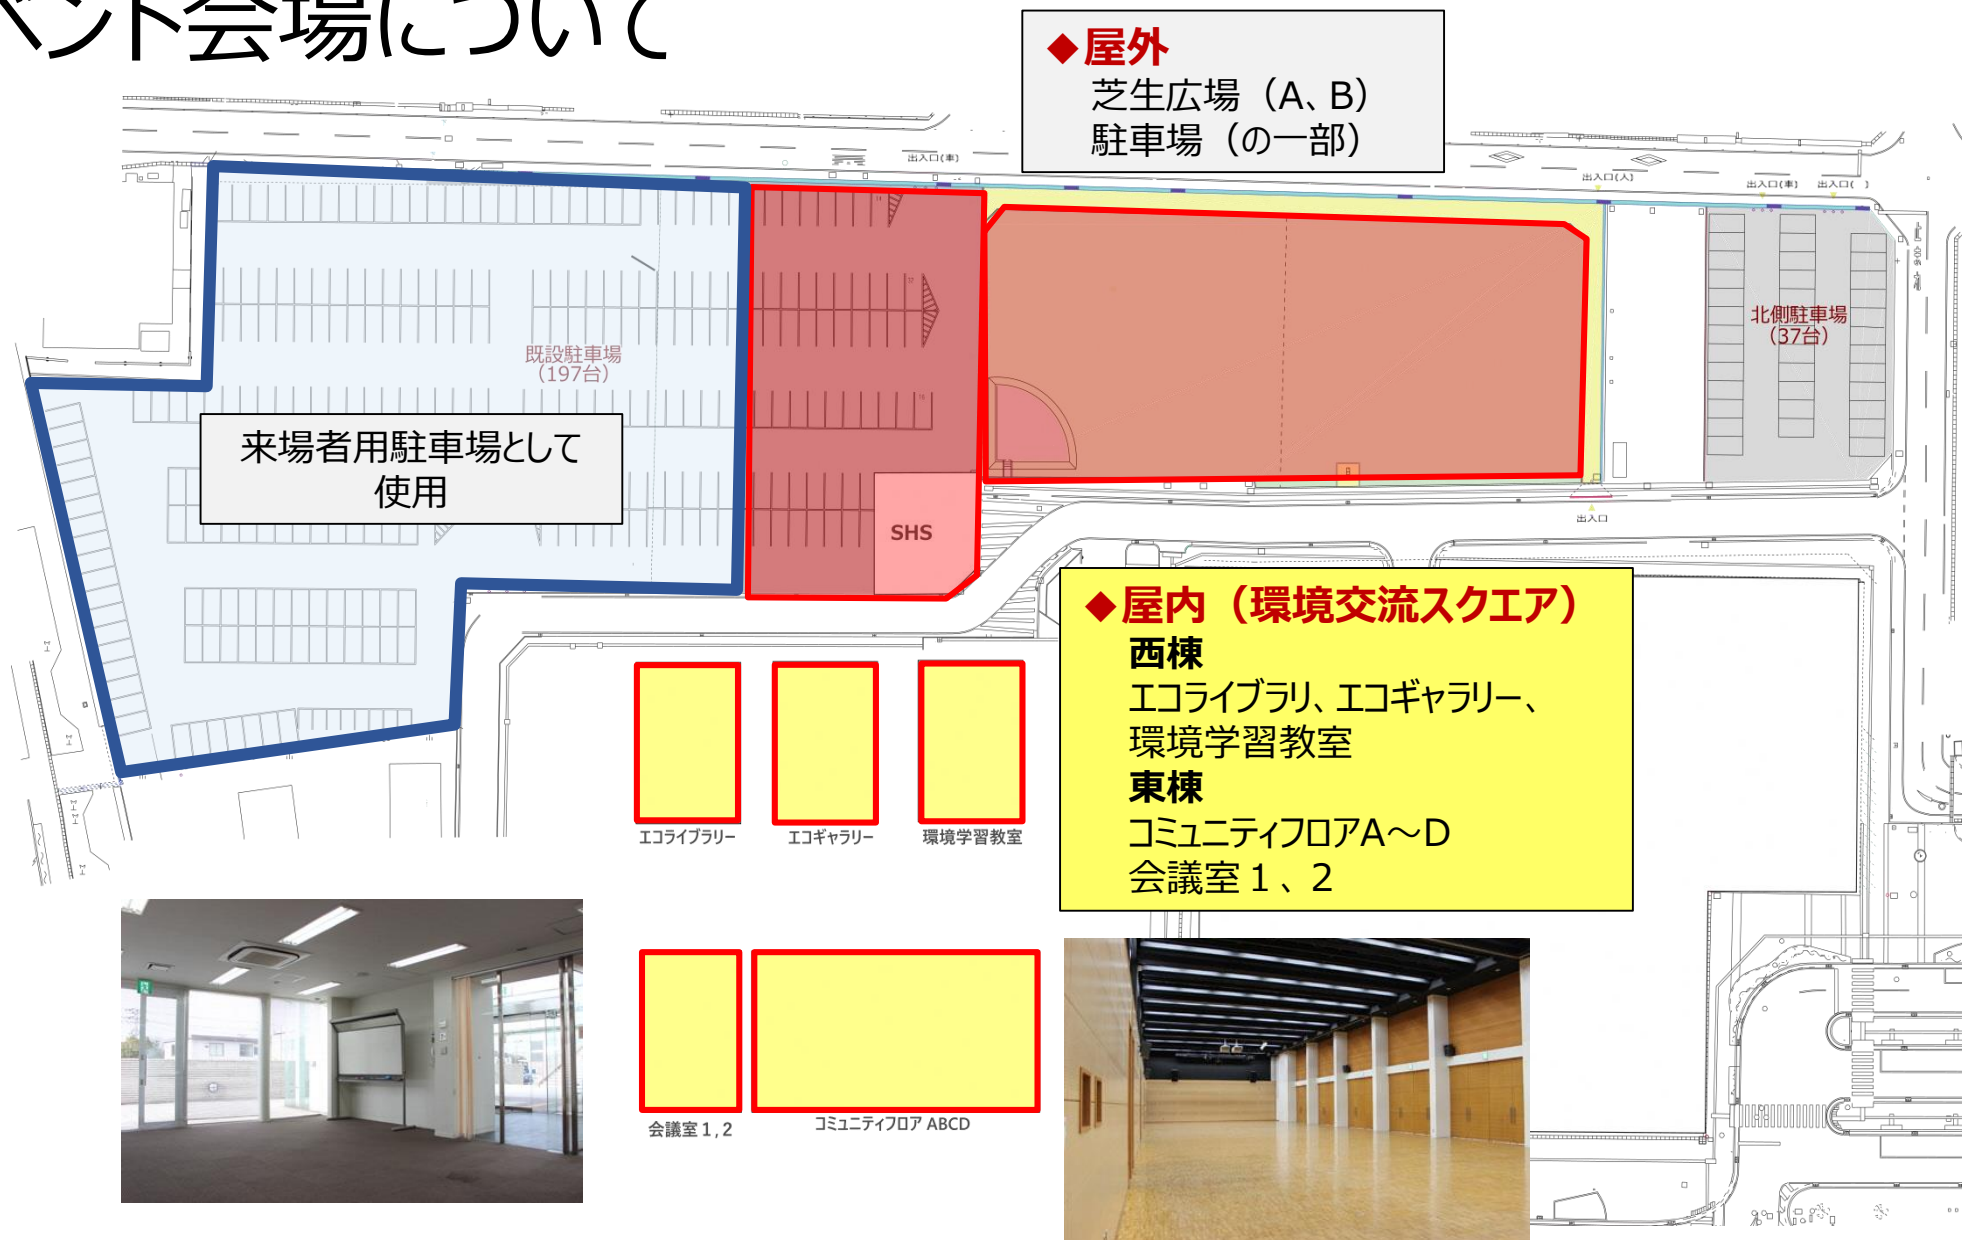 ベント会場について
◆屋外
芝生広場（A、B）
駐車場（の一部）
出入口(車)
出入口(人)
出入口(車)
出入口( )
既設駐車場
（197台）
北側駐車場
（37台）
来場者用駐車場として
使用
SHS
出入口
◆屋内（環境交流スクエア）
西棟
エコライブラリ、エコギャラリー、
環境学習教室
東棟
コミュニティフロアA～D
会議室１、２
エコライブラリー
エコギャラリー
環境学習教室
会議室 1 , 2
コミュニティフロア ABCD